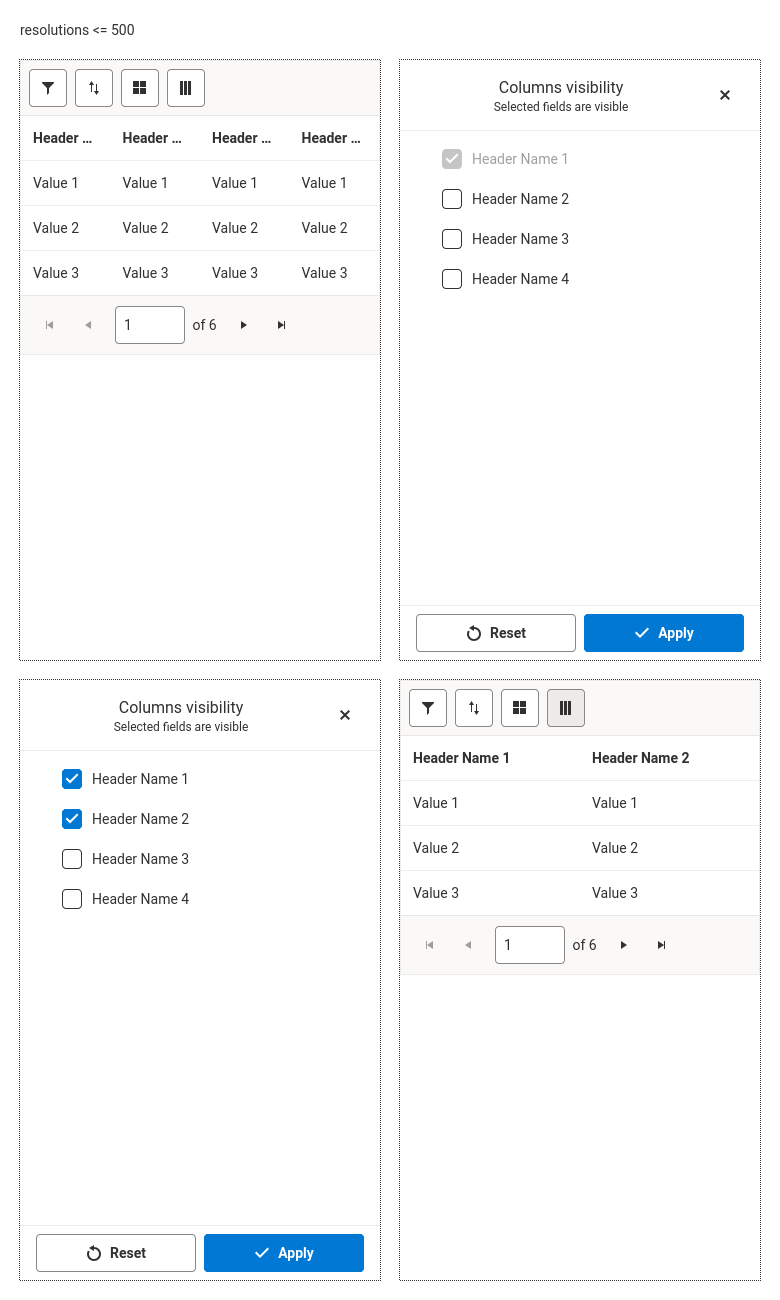 resolutions <= 500
Header ... Header ... Header ... Header ...
Value 1 Value 1 Value 1 Value 1
Value 2 Value 2 Value 2 Value 2
Value 3 Value 3 Value 3 Value 3
1 of 6
Columns visibility
Selected fields are visible
Header Name 1
Header Name 2
Header Name 3
Header Name 4
Reset Apply
Columns visibility
Selected fields are visible
Header Name 1
Header Name 2
Header Name 3
Header Name 4
Reset Apply
Header Name 1 Header Name 2
Value 1 Value 1
Value 2 Value 2
Value 3 Value 3
1 of 6